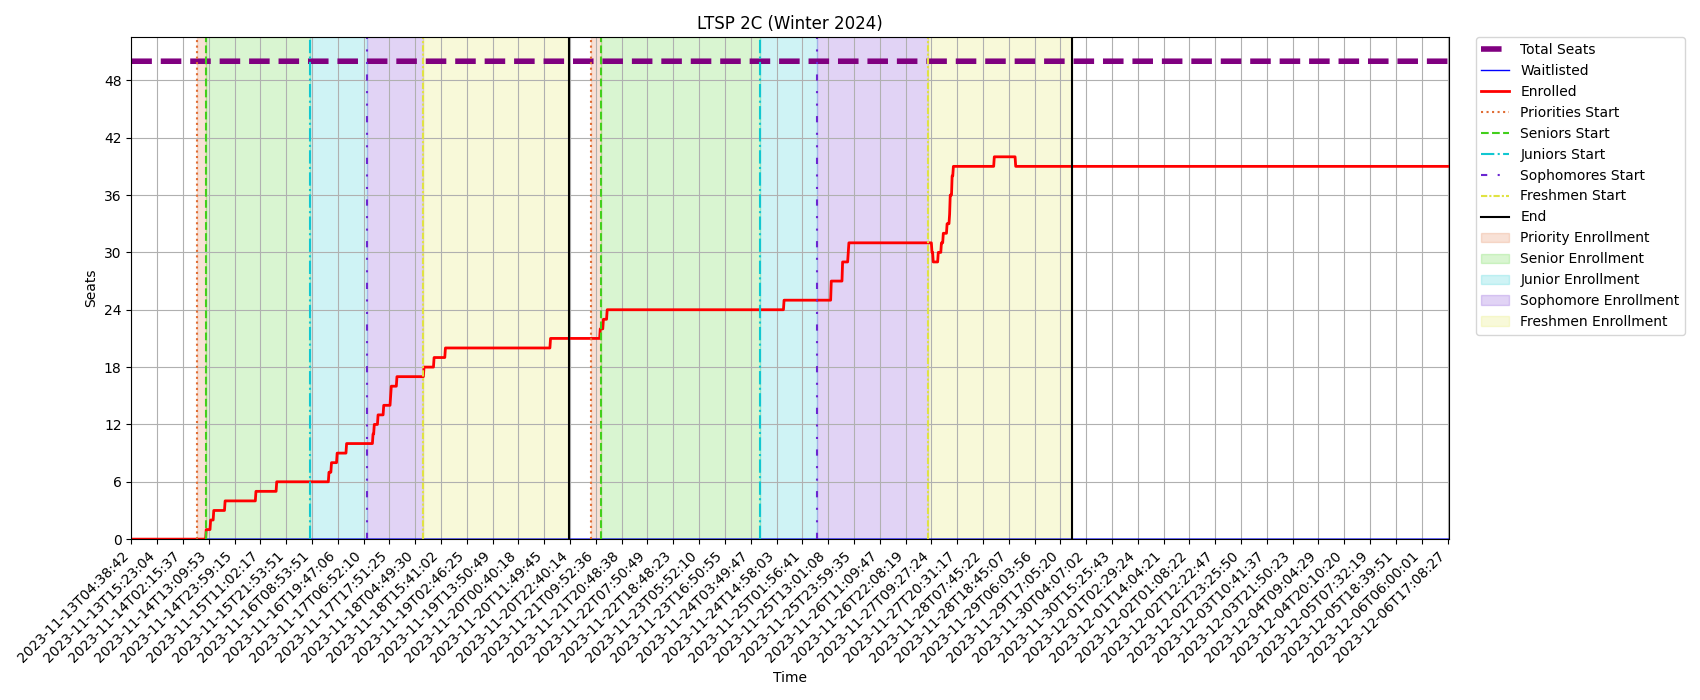 LTSP 2C (Winter 2024)
Total Seats
Waitlisted
Enrolled
Priorities Start
Seniors Start
Juniors Start
Sophomores Start
Freshmen Start
End
Priority Enrollment
Senior Enrollment
Junior Enrollment
Sophomore Enrollment
Freshmen Enrollment
Seats
48
42
36
30
24
18
12
6
0
2023-11-13T04:38:42
2023-11-13T15:23:04
2023-11-14T02:15:37
2023-11-14T13:09:53
2023-11-14T23:59:15
2023-11-15T11:02:17
2023-11-15T21:53:51
2023-11-16T08:53:51
2023-11-16T19:47:06
2023-11-17T06:52:10
2023-11-17T17:51:25
2023-11-18T04:49:30
2023-11-18T15:41:02
2023-11-19T02:46:25
2023-11-19T13:50:49
2023-11-20T00:40:18
2023-11-20T11:49:45
2023-11-20T22:40:14
2023-11-21T09:52:36
2023-11-21T20:48:38
2023-11-22T07:50:49
2023-11-22T18:48:23
2023-11-23T05:52:10
2023-11-23T16:50:55
2023-11-24T03:49:47
2023-11-24T14:58:03
2023-11-25T01:56:41
2023-11-25T13:01:08
2023-11-25T23:59:35
2023-11-26T11:09:47
2023-11-26T22:08:19
2023-11-27T09:27:24
2023-11-27T20:31:17
2023-11-28T07:45:22
2023-11-28T18:45:07
2023-11-29T06:03:56
2023-11-29T17:05:20
2023-11-30T04:07:02
2023-11-30T15:25:43
2023-12-01T02:29:24
2023-12-01T14:04:21
2023-12-02T01:08:22
2023-12-02T12:22:47
2023-12-02T23:25:50
2023-12-03T10:41:37
2023-12-03T21:50:23
2023-12-04T09:04:29
2023-12-04T20:10:20
2023-12-05T07:32:19
2023-12-05T18:39:51
2023-12-06T06:00:01
2023-12-06T17:08:27
Time